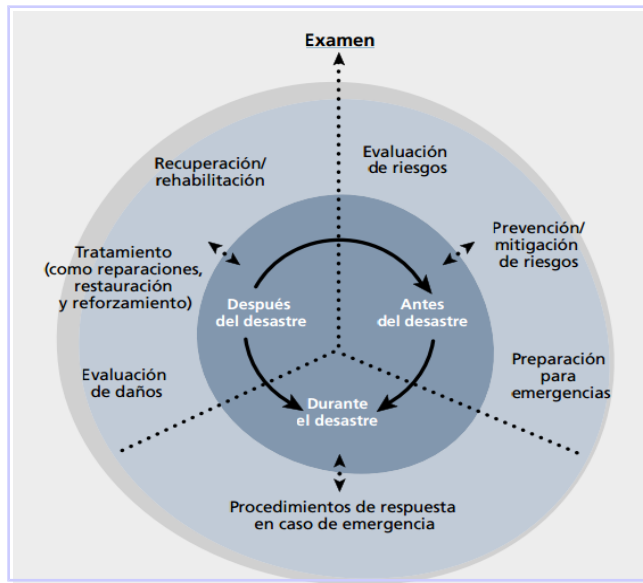 Examen
Evaluación
de riesgos
Recuperación/
rehabilitación
Prevención/
mitigación
de riesgos
Tratamiento
(como reparaciones,
restauración
y reforzamiento)
Después
del desastre
Antes
del desastre
Evaluación
de daños
Preparación
para
emergencias
Durante
el desastre
Procedimientos de respuesta
en caso de emergencia